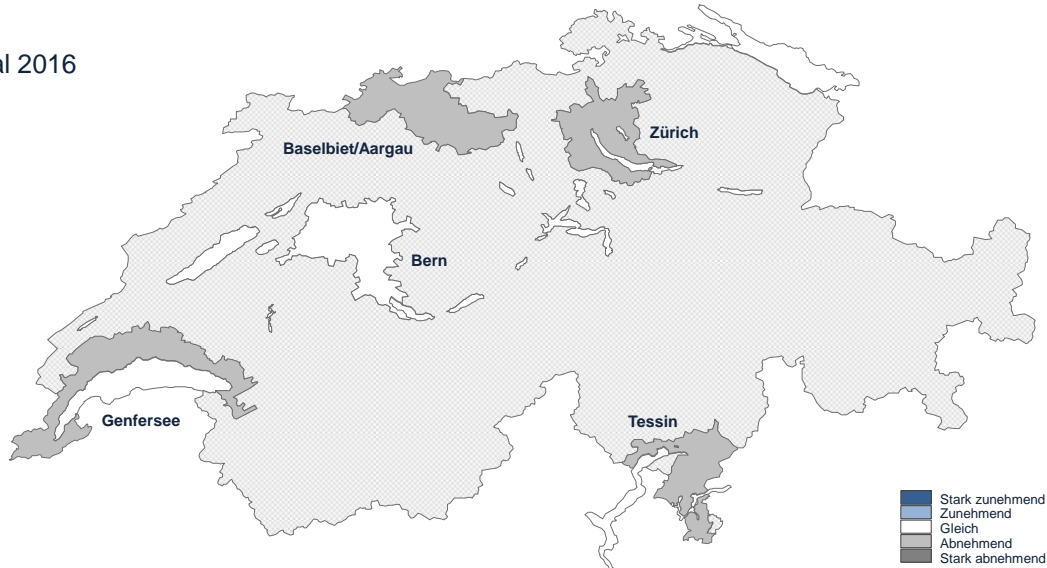 al 2016
Zürich
Baselbiet/Aargau
Bern
Genfersee
Tessin
Stark zunehmend
Zunehmend
Gleich
Abnehmend
Stark abnehmend